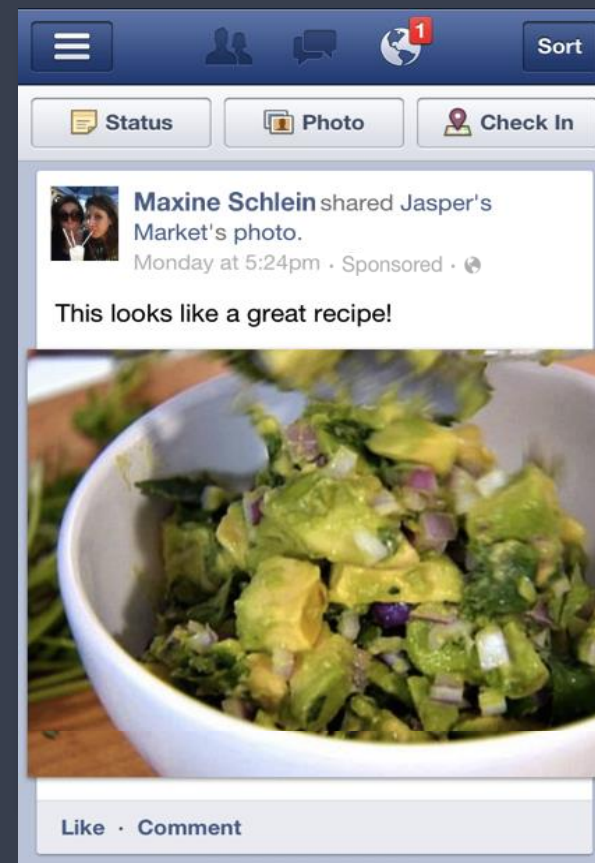 1
Sort
Status Photo Check In
Maxine Schlein shared Jasper's
Market's photo.
Monday at 5:24pm · Sponsored ·
This looks like a great recipe!
Like · Comment